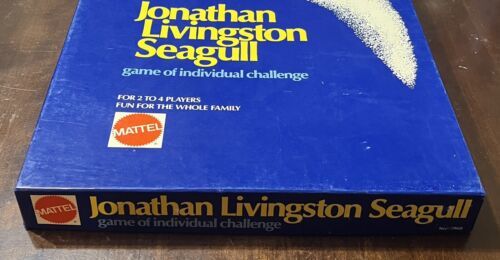 Jonathan
Livingston
Seagull
game of individual challenge
FOR 2 TO 4 PLAYERS
FUN FOR THE WHOLE FAMILY
MATTEL
MATTEL
Jonathan Livingston Seagull
game of individual challenge